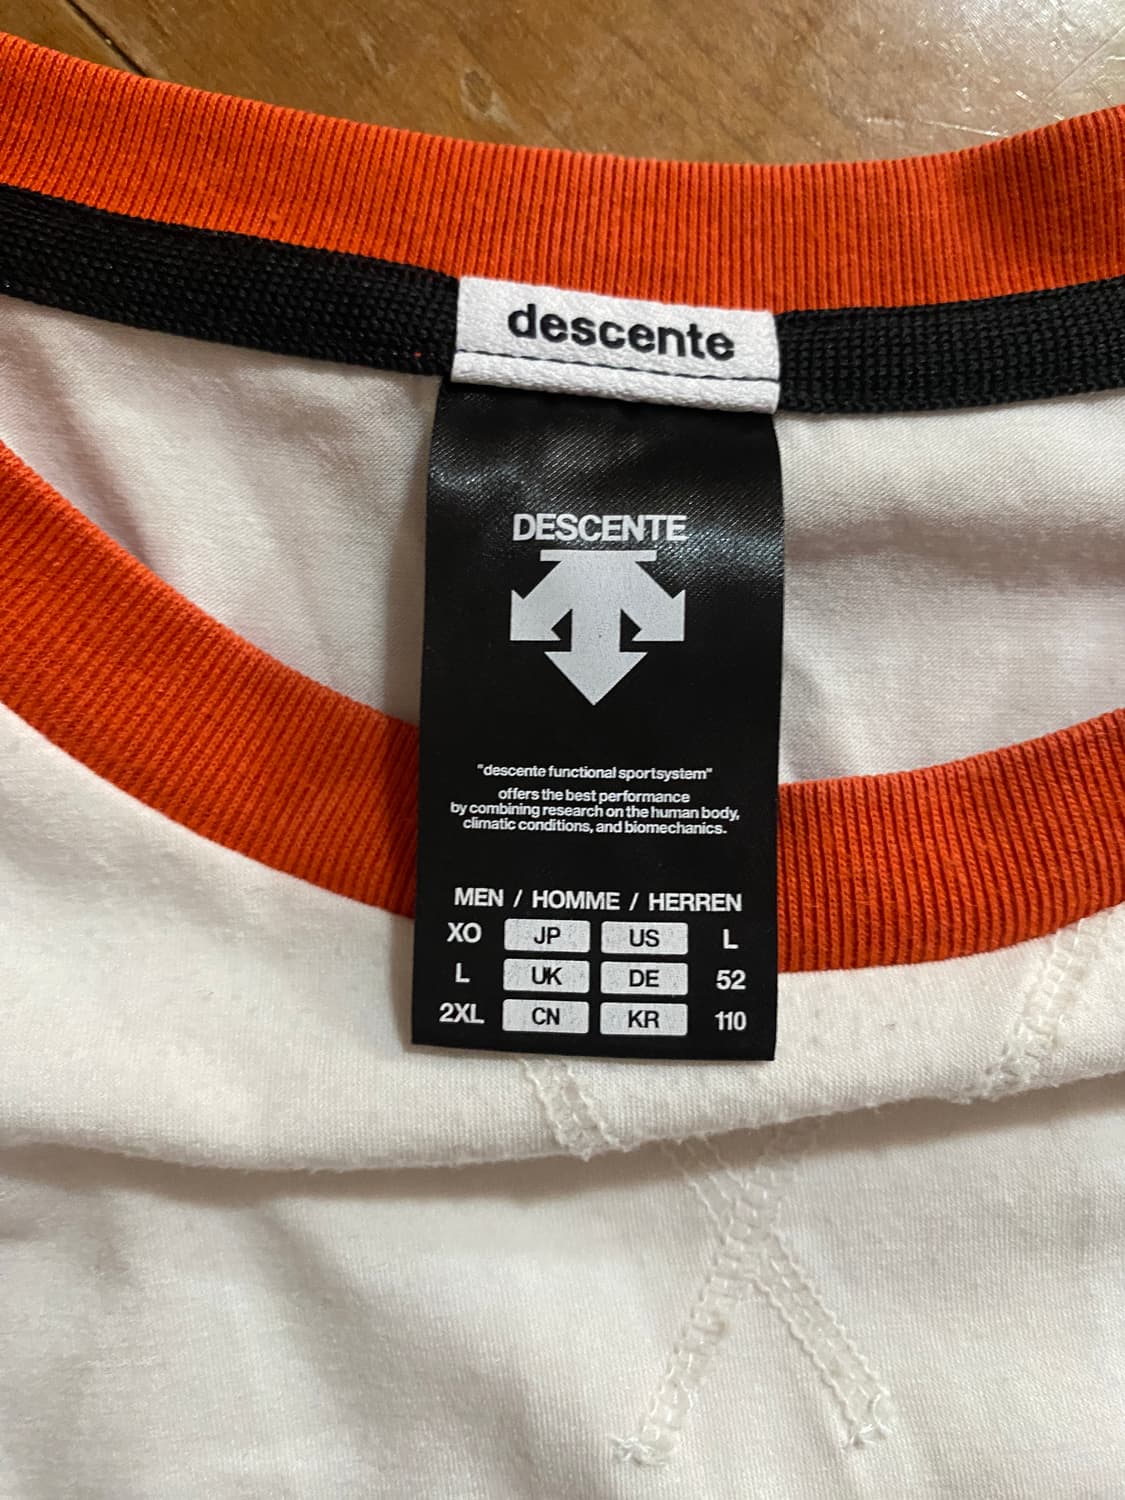 descente
DESCENTE
"descente functional sportsystem"
offers the best performance
by combining research on the human body,
climatic conditions, and biomechanics.
MEN / HOMME / HERREN
XO JP US L
L UK DE 52
2XL CN KR 110